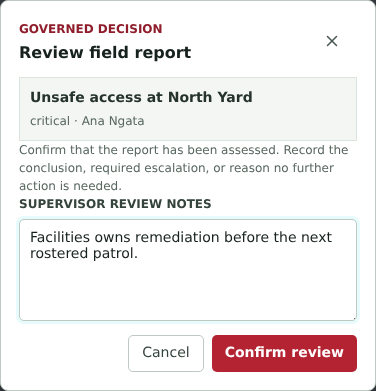 GOVERNED DECISION
Review field report
Unsafe access at North Yard
critical · Ana Ngata
Confirm that the report has been assessed. Record the
conclusion, required escalation, or reason no further
action is needed.
SUPERVISOR REVIEW NOTES
Facilities owns remediation before the next
rostered patrol.
Cancel
Confirm review